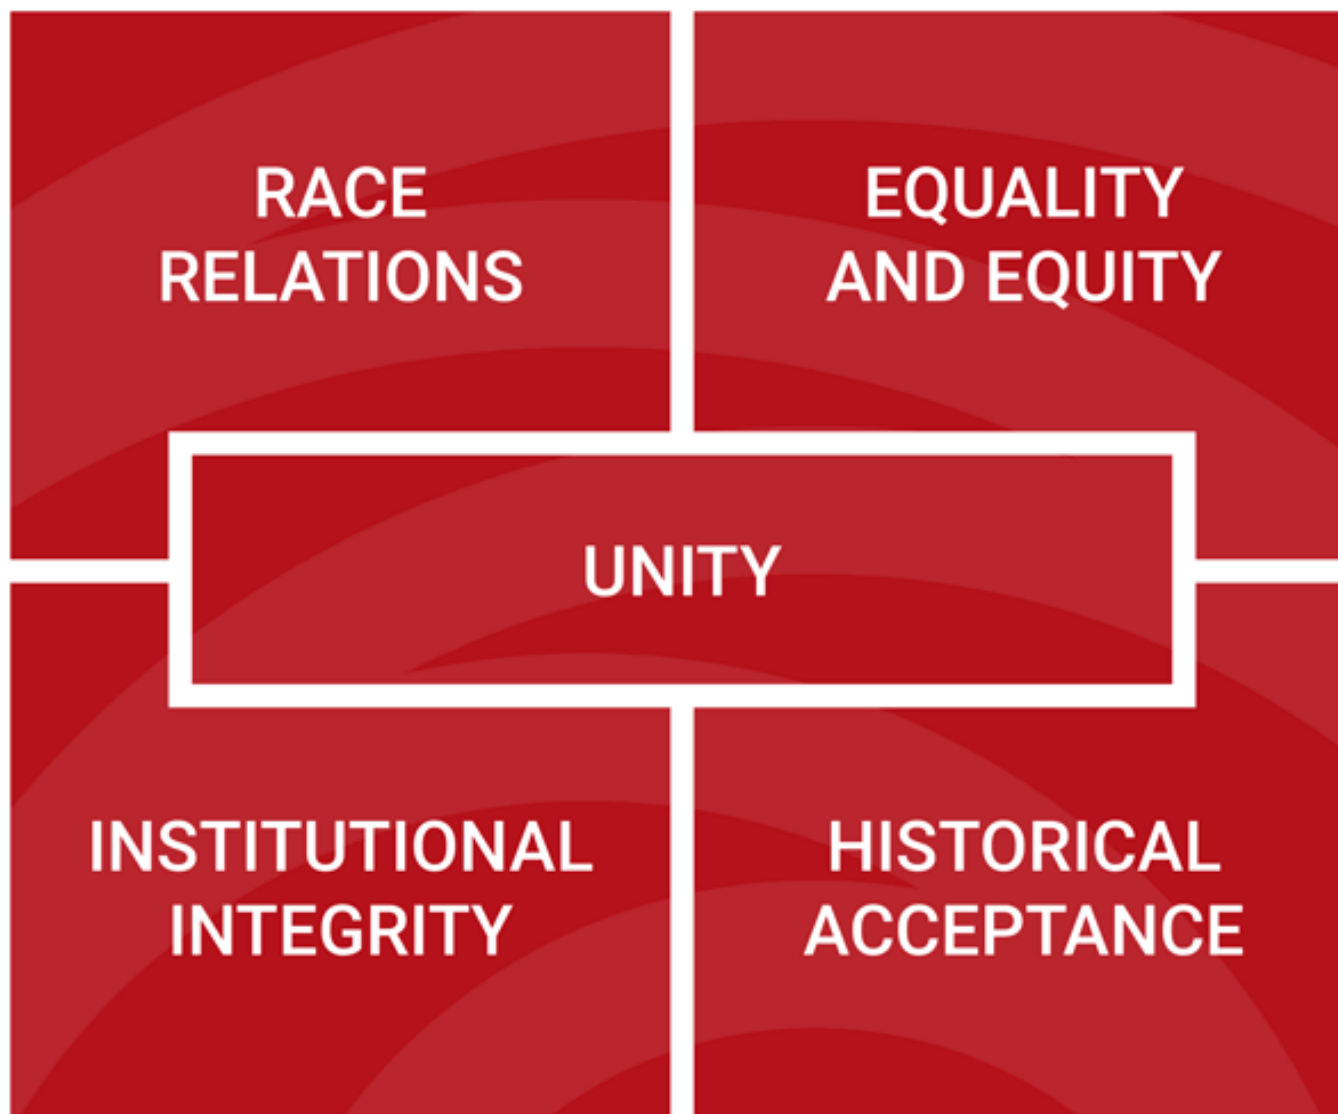 RACE
RELATIONS
EQUALITY
AND EQUITY
UNITY
INSTITUTIONAL
INTEGRITY
HISTORICAL
ACCEPTANCE